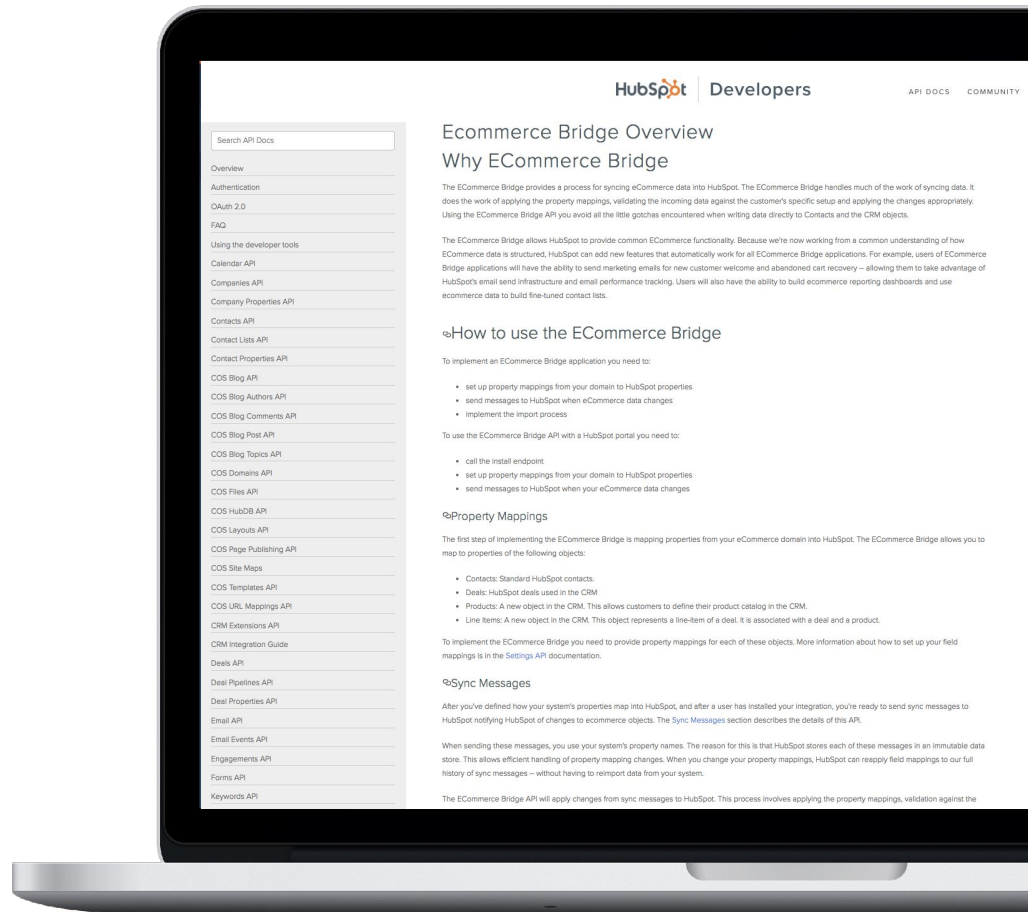 HubSpot Developers
API DOCS COMMUNITY
Search API Docs
Overview
Authentication
OAuth 2.0
FAQ
Using the developer tools
Calendar API
Companies API
Company Properties API
Contacts API
Contact Lists API
Contact Properties API
COS Blog API
COS Blog Authors API
COS Blog Comments API
COS Blog Post API
COS Blog Topics API
COS Domains API
COS Files API
COS HubDB API
COS Layouts API
COS Page Publishing API
COS Site Maps
COS Templates API
COS URL Mappings API
CRM Extensions API
CRM Integration Guide
Deals API
Deal Pipelines API
Deal Properties API
Email API
Email Events API
Engagements API
Forms API
Keywords API
Ecommerce Bridge Overview
Why ECommerce Bridge
The ECommerce Bridge provides a process for syncing eCommerce data into HubSpot. The ECommerce Bridge handles much of the work of syncing data. It
does the work of applying the property mappings, validating the incoming data against the customer's specific setup and applying the changes appropriately.
Using the ECommerce Bridge API you avoid all the little gotchas encountered when writing data directly to Contacts and the CRM objects.
The ECommerce Bridge allows HubSpot to provide common ECommerce functionality. Because we're now working from a common understanding of how
ECommerce data is structured, HubSpot can add new features that automatically work for all ECommerce Bridge applications. For example, users of ECommerce
Bridge applications will have the ability to send marketing emails for new customer welcome and abandoned cart recovery – allowing them to take advantage of
HubSpot's email send infrastructure and email performance tracking. Users will also have the ability to build ecommerce reporting dashboards and use
ecommerce data to build fine-tuned contact lists.
How to use the ECommerce Bridge
To implement an ECommerce Bridge application you need to:
• set up property mappings from your domain to HubSpot properties
• send messages to HubSpot when eCommerce data changes
• implement the import process
To use the ECommerce Bridge API with a HubSpot portal you need to:
• call the install endpoint
• set up property mappings from your domain to HubSpot properties
• send messages to HubSpot when your eCommerce data changes
Property Mappings
The first step of implementing the ECommerce Bridge is mapping properties from your eCommerce domain into HubSpot. The ECommerce Bridge allows you to
map to properties of the following objects:
• Contacts: Standard HubSpot contacts.
• Deals: HubSpot deals used in the CRM
• Products: A new object in the CRM. This allows customers to define their product catalog in the CRM.
• Line Items: A new object in the CRM. This object represents a line-item of a deal. It is associated with a deal and a product.
To implement the ECommerce Bridge you need to provide property mappings for each of these objects. More information about how to set up your field
mappings is in the Settings API documentation.
Sync Messages
After you've defined how your system's properties map into HubSpot, and after a user has installed your integration, you're ready to send sync messages to
HubSpot notifying HubSpot of changes to ecommerce objects. The Sync Messages section describes the details of this API.
When sending these messages, you use your system's property names. The reason for this is that HubSpot stores each of these messages in an immutable data
store. This allows efficient handling of property mapping changes. When you change your property mappings, HubSpot can reapply field mappings to our full
history of sync messages – without having to reimport data from your system.
The ECommerce Bridge API will apply changes from sync messages to HubSpot. This process involves applying the property mappings, validation against the